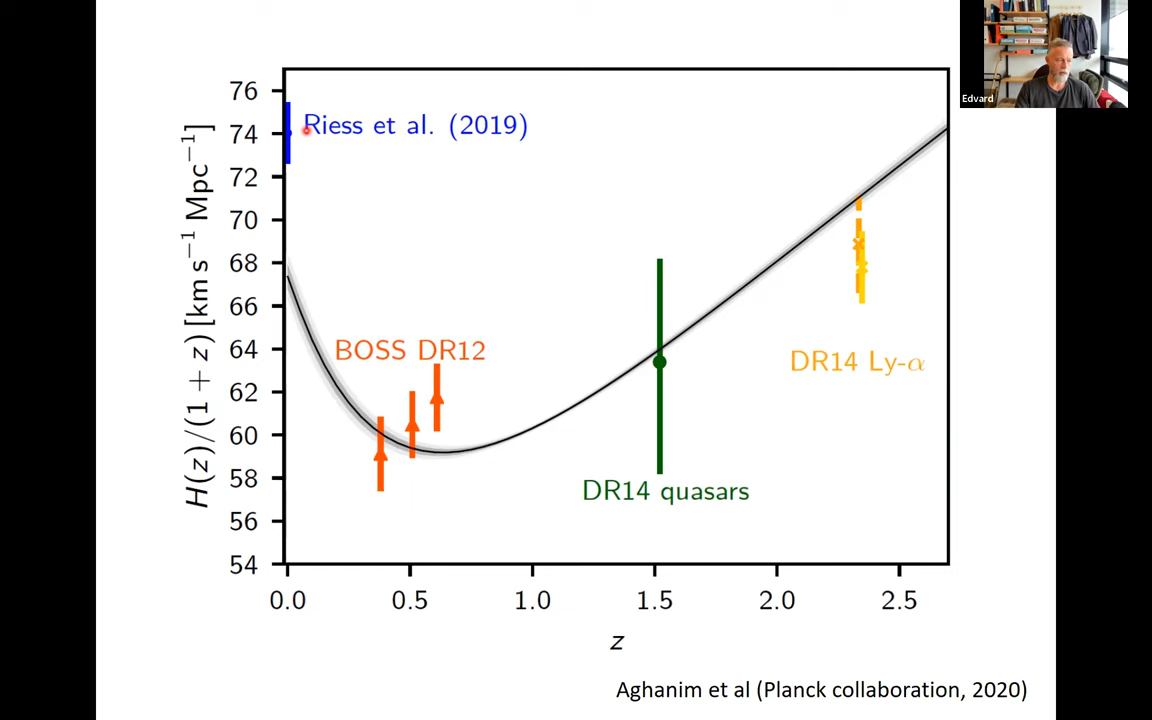 Edvard
76
Riess et al. (2019)
74
72
70
68
66
64
62
60
58
56
54
H(z)/(1 + z) [km s−1 Mpc−1]
BOSS DR12
DR14 Ly-α
DR14 quasars
0.0 0.5 1.0 1.5 2.0 2.5
z
Aghanim et al (Planck collaboration, 2020)